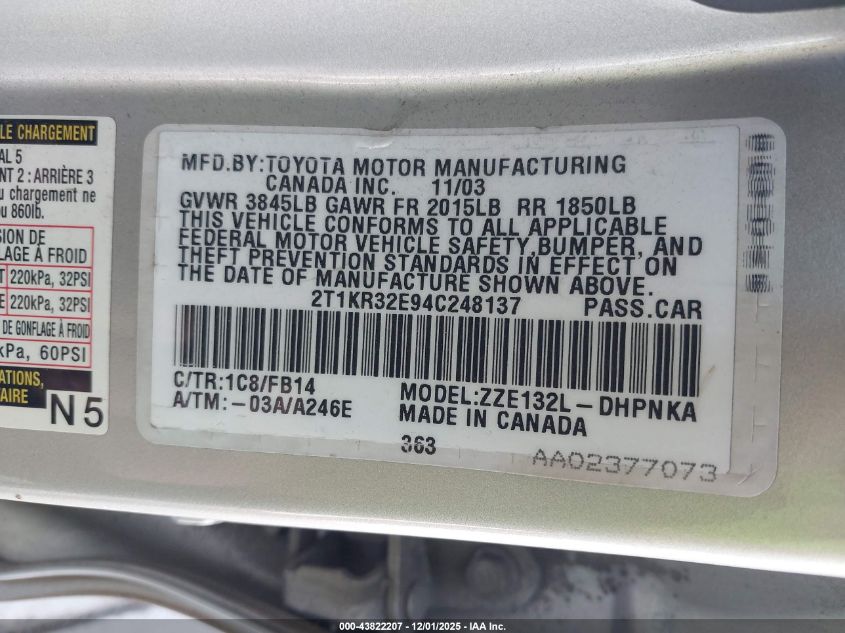 LE CHARGEMENT
AL 5
NT 2 : ARRIÈRE 3
u chargement ne
ou 860lb.
SION DE
LAGE À FROID
T 220kPa, 32PSI
E 220kPa, 32PSI
DE GONFLAGE À FROID
kPa, 60PSI
ATIONS,
TAIRE
N5
MFD.BY:TOYOTA MOTOR MANUFACTURING
CANADA INC. 11/03
GVWR 3845LB GAWR FR 2015LB RR 1850LB
THIS VEHICLE CONFORMS TO ALL APPLICABLE
FEDERAL MOTOR VEHICLE SAFETY,BUMPER, AND
THEFT PREVENTION STANDARDS IN EFFECT ON
THE DATE OF MANUFACTURE SHOWN ABOVE.
2T1KR32E94C248137 PASS.CAR
C/TR:1C8/FB14 MODEL:ZZE132L-DHPNKA
A/TM:-03A/A246E MADE IN CANADA
363
AA02377073
000-43822207 - 12/01/2025 - IAA Inc.